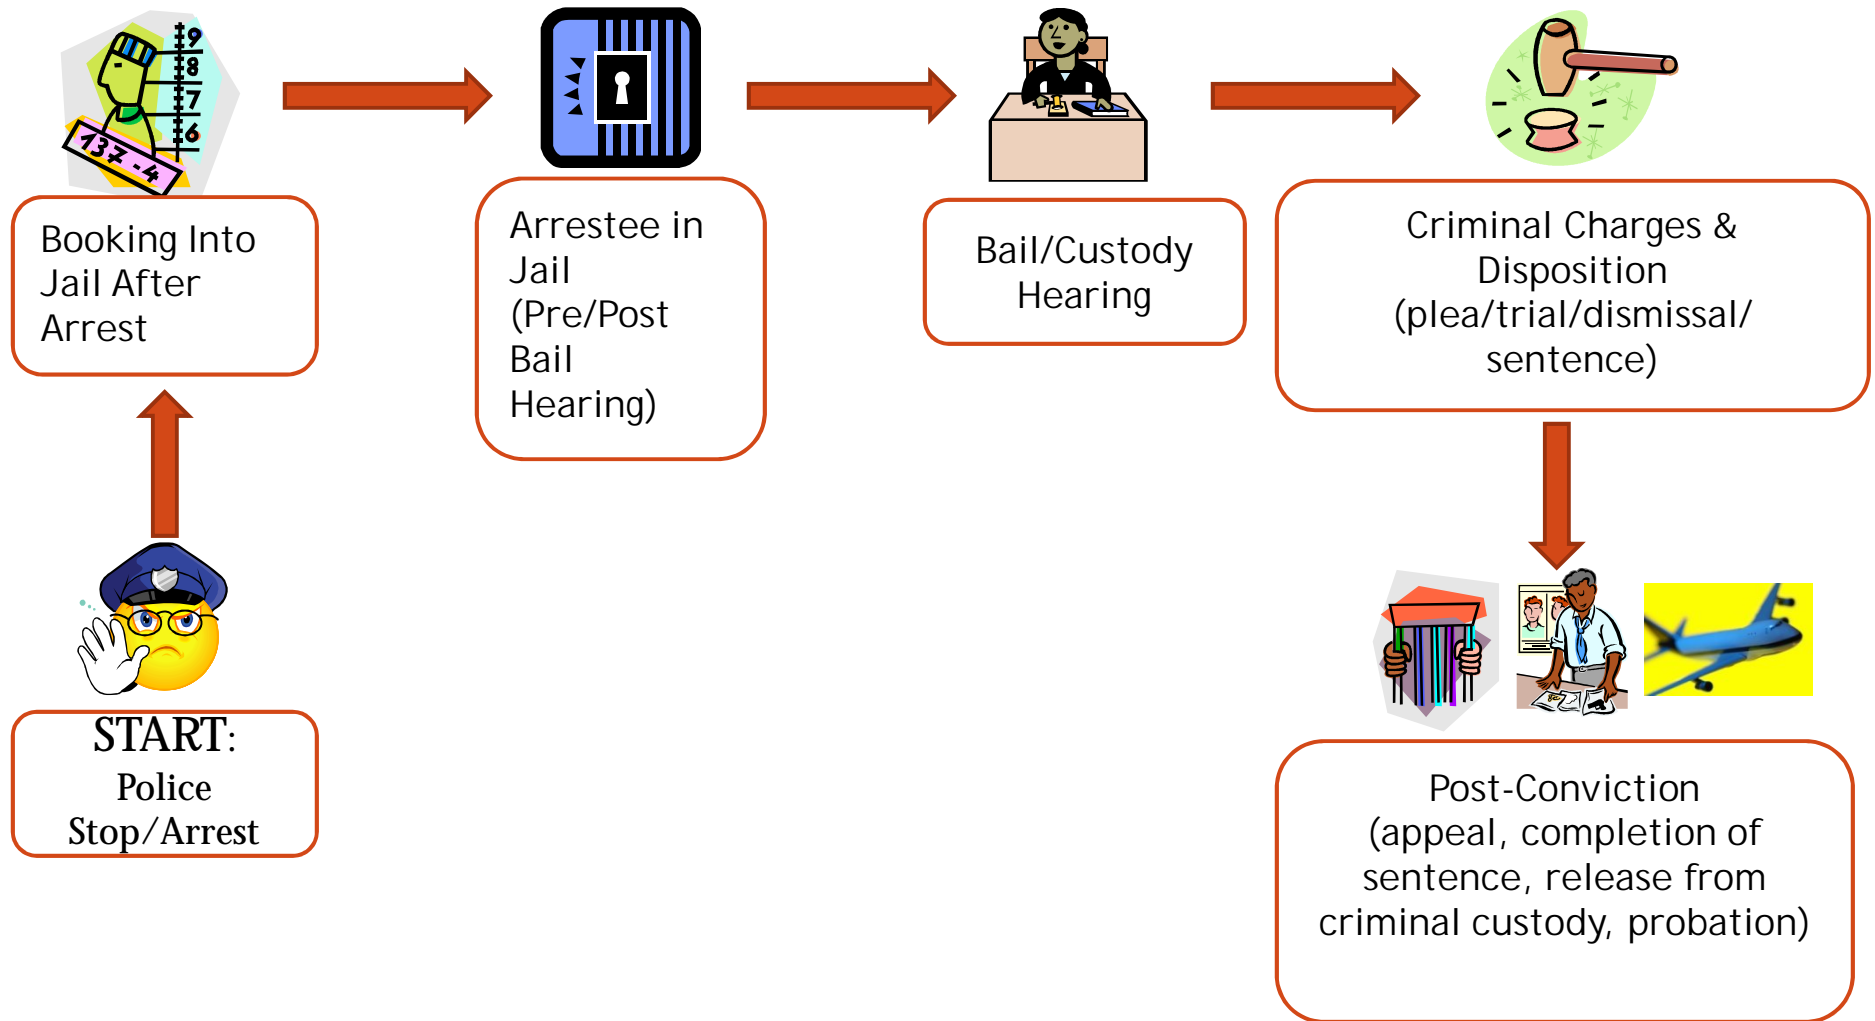 9
8
7
6
137-4
Booking Into
Jail After
Arrest
Arrestee in
Jail
(Pre/Post
Bail
Hearing)
Bail/Custody
Hearing
Criminal Charges &
Disposition
(plea/trial/dismissal/
sentence)
START:
Police
Stop/Arrest
Post-Conviction
(appeal, completion of
sentence, release from
criminal custody, probation)